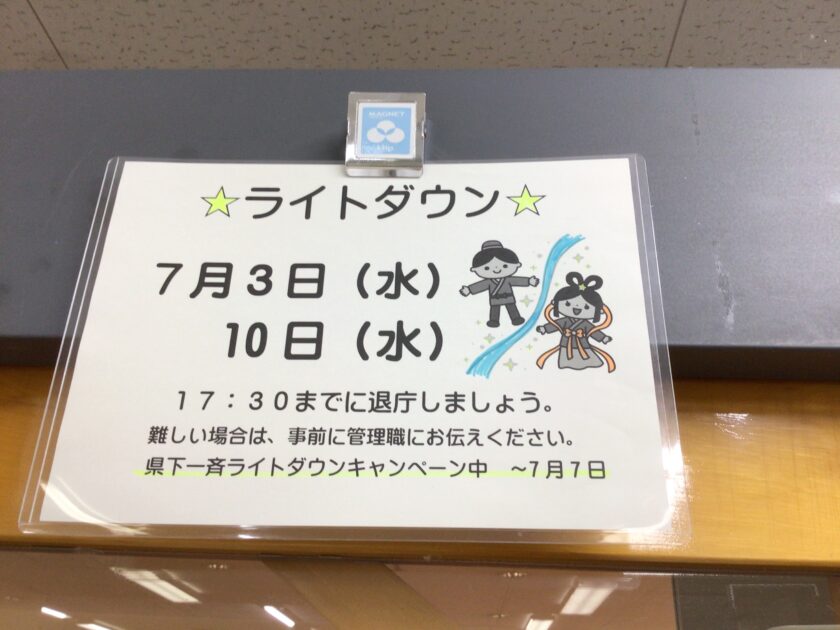 MAGNET
☆ライトダウン☆
7月3日（水）
10日（水）
１７：３０までに退庁しましょう。
難しい場合は、事前に管理職にお伝えください。
県下一斉ライトダウンキャンペーン中　～7月7日